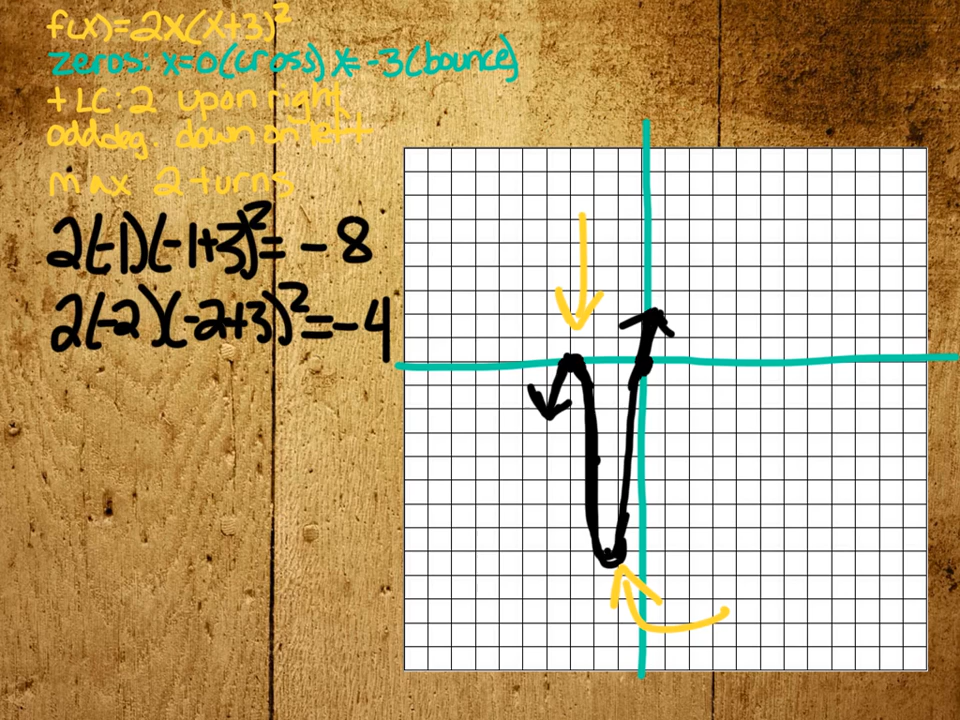 f(x)=2x(x+3)²
zeros: x=0(cross) x=-3(bounce)
+LC:2 up on right
odd deg. down on left
max 2 turns
2(-1)(-1+3)²=-8
2(-2)(-2+3)²=-4